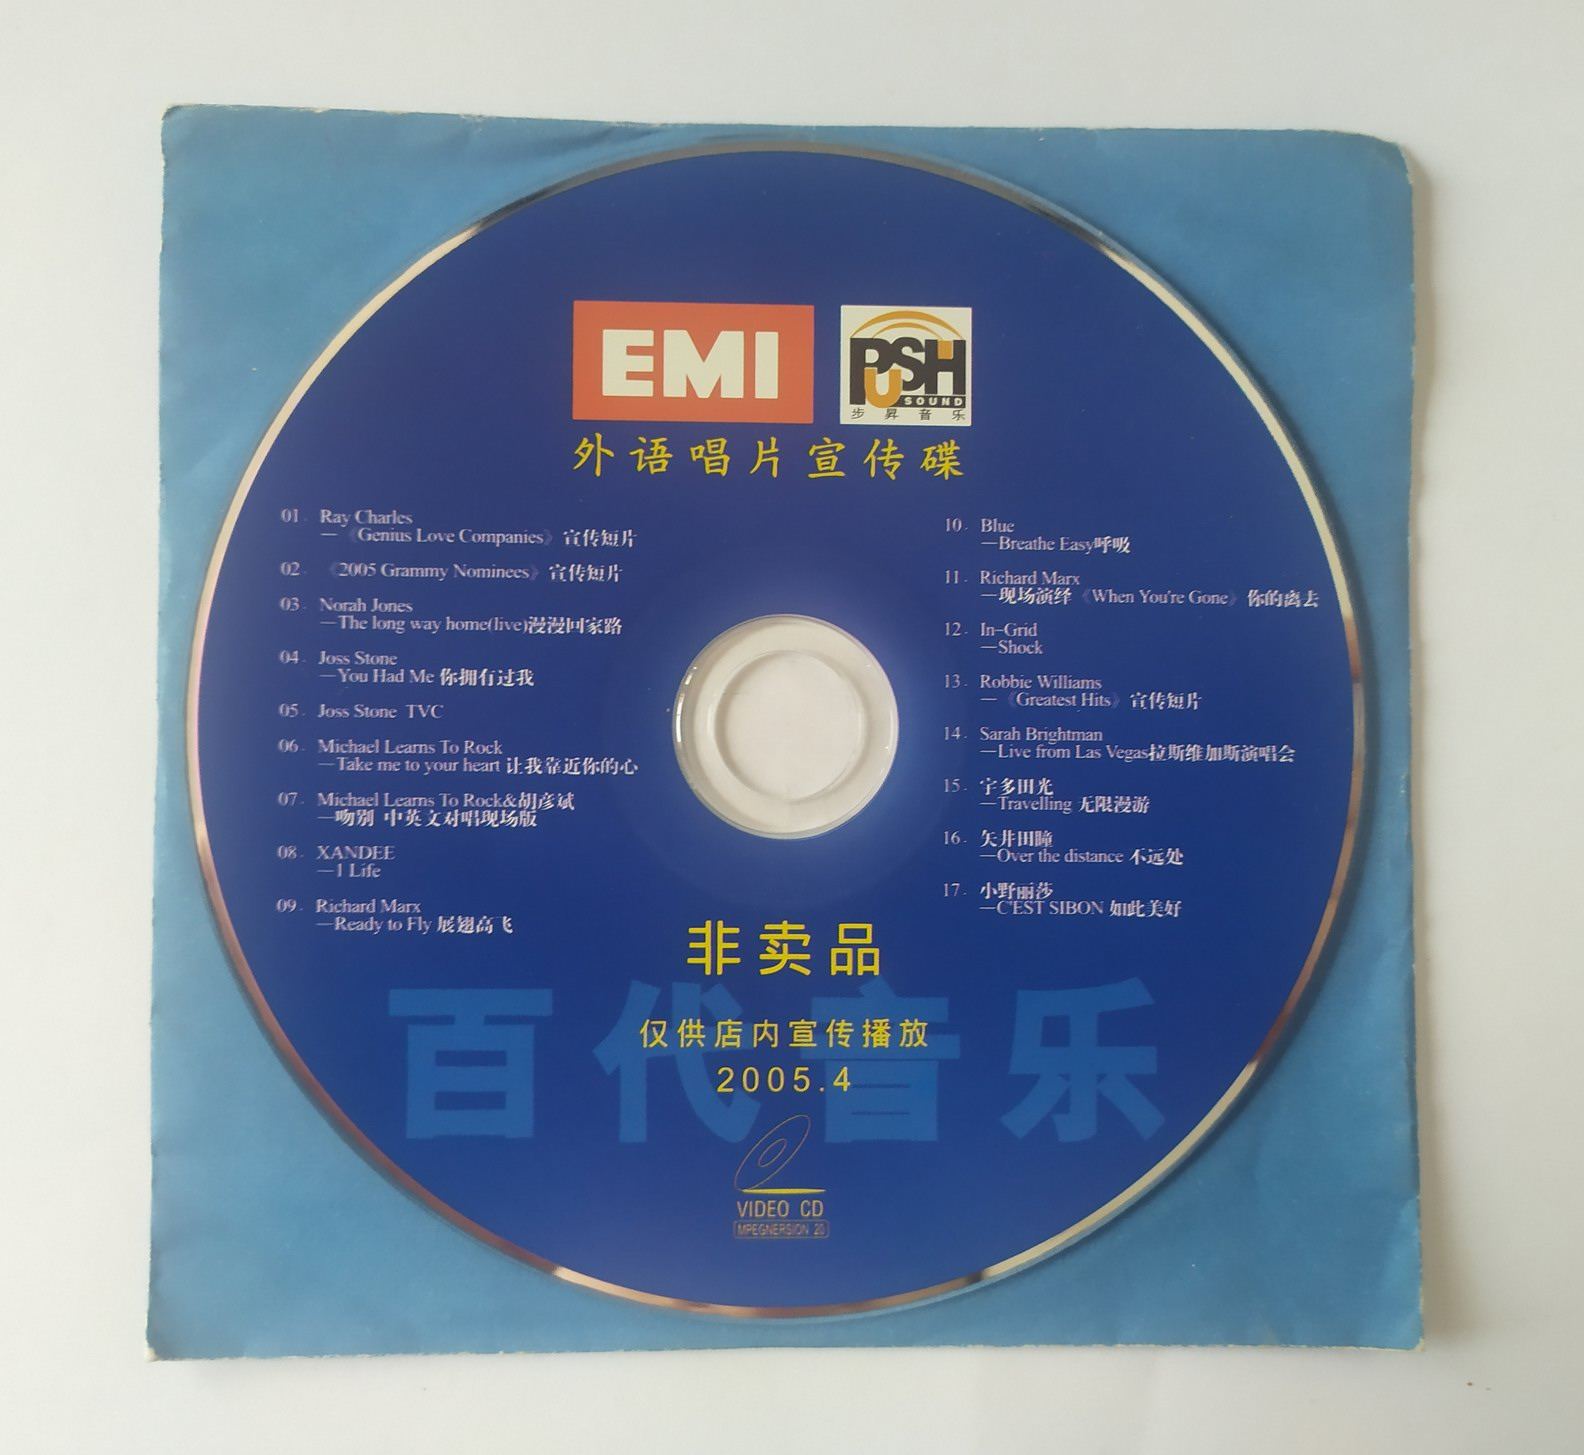 EMI
PUSH
SOUND
步昇音乐
外语唱片宣传碟
01. Ray Charles
—《Genius Love Companies》宣传短片
02. 《2005 Grammy Nominees》宣传短片
03. Norah Jones
—The long way home(live)漫漫回家路
04. Joss Stone
—You Had Me 你拥有过我
05. Joss Stone TVC
06. Michael Learns To Rock
—Take me to your heart 让我靠近你的心
07. Michael Learns To Rock&胡彦斌
—吻别 中英文对唱现场版
08. XANDEE
—1 Life
09. Richard Marx
—Ready to Fly 展翅高飞
10. Blue
—Breathe Easy呼吸
11. Richard Marx
—现场演绎《When You're Gone》你的离去
12. In-Grid
—Shock
13. Robbie Williams
—《Greatest Hits》宣传短片
14. Sarah Brightman
—Live from Las Vegas拉斯维加斯演唱会
15. 宇多田光
—Travelling 无限漫游
16. 矢井田瞳
—Over the distance 不远处
17. 小野丽莎
—C'EST SIBON 如此美好
非卖品
百代音乐
仅供店内宣传播放
2005.4
VIDEO CD
MPEGNERSION 20